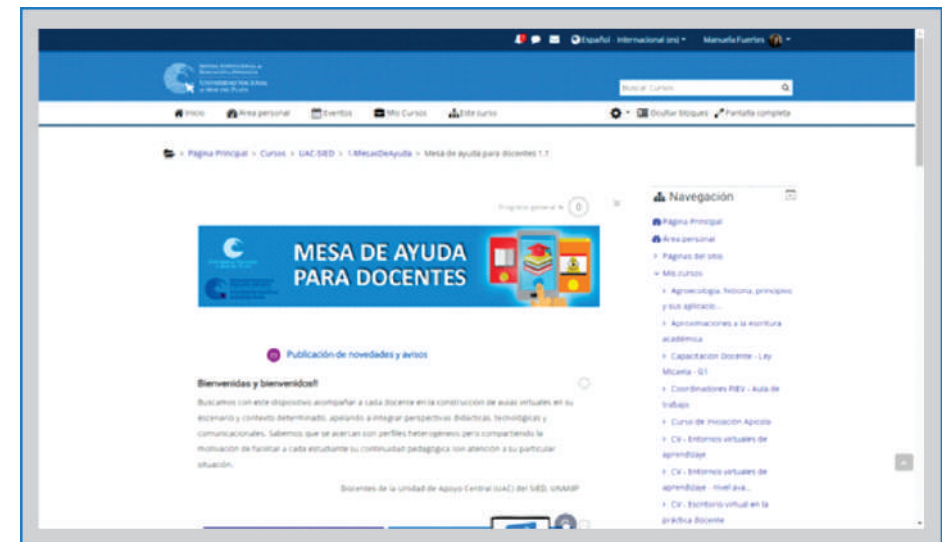 Español - Internacional (es)
Manuela Fuertes
UNIVERSIDAD NACIONAL
Buscar Cursos
Inicio
Área personal
Eventos
Mis Cursos
Este curso
Ocultar bloques
Pantalla completa
> Página Principal > Cursos > UAC-SIED > 1-MesasDeAyuda > Mesa de ayuda para docentes 1.1
Progreso general
0
MESA DE AYUDA
PARA DOCENTES
Publicación de novedades y avisos
Bienvenidas y bienvenidos!!
Buscamos con este dispositivo acompañar a cada docente en la construcción de aulas virtuales en su
escenario y contexto determinado, apelando a integrar perspectivas didácticas, tecnológicas y
comunicacionales. Sabemos que se acercan con perfiles heterogéneos pero compartiendo la
motivación de facilitar a cada estudiante su continuidad pedagógica con atención a su particular
situación.
Docentes de la unidad de Apoyo Central (UAC) del SIED, UNMDP
Navegación
Página Principal
Área personal
Páginas del sitio
Mis cursos
Agroecología, historia, principios
y sus aplicacio...
Aproximaciones a la escritura
académica
Capacitación Docente - Ley
Micaela - G1
Coordinadores PIEV - Aula de
trabajo
Curso de Iniciación Apícola
CV - Entornos virtuales de
aprendizaje
CV - Entornos virtuales de
aprendizaje - nivel ava...
CV - Escritorio virtual en la
práctica docente